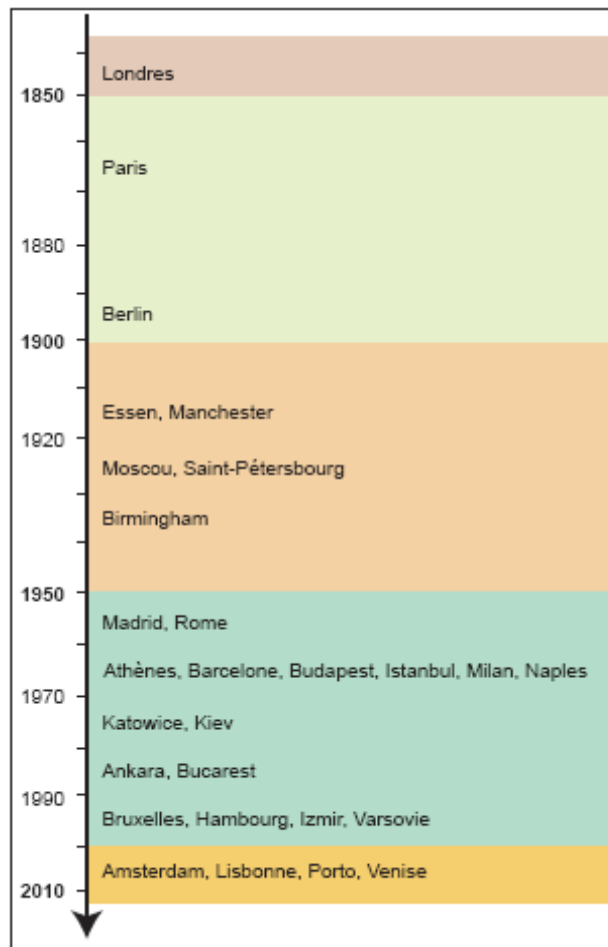 Londres
1850
Paris
1880
Berlin
1900
Essen, Manchester
1920
Moscou, Saint-Pétersbourg
Birmingham
1950
Madrid, Rome
Athènes, Barcelone, Budapest, Istanbul, Milan, Naples
1970
Katowice, Kiev
Ankara, Bucarest
1990
Bruxelles, Hambourg, Izmir, Varsovie
Amsterdam, Lisbonne, Porto, Venise
2010